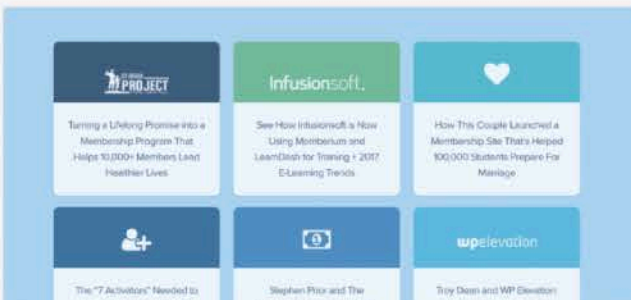 PROJECT
Infusionsoft.
Turning a Lifelong Promise into a
Membership Program That
Helps 10,000+ Members Lead
Healthier Lives
See How Infusionsoft is Now
Using Memberium and
LearnDash for Training + 2017
E-Learning Trends
How This Couple Launched a
Membership Site That's Helped
100,000 Students Prepare For
Marriage
wpelevation
The "7 Activators" Needed to
Stephen Prior and The
Troy Dean and WP Elevation